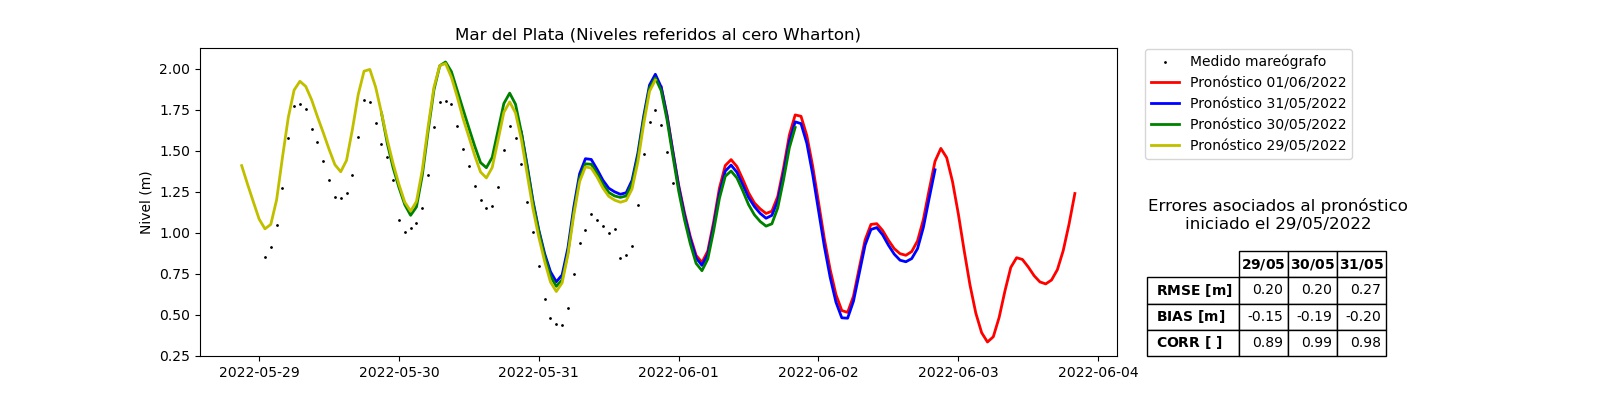 Mar del Plata (Niveles referidos al cero Wharton)
Nivel (m)
2.00
1.75
1.50
1.25
1.00
0.75
0.50
0.25
2022-05-29 2022-05-30 2022-05-31 2022-06-01 2022-06-02 2022-06-03 2022-06-04
Medido mareógrafo
Pronóstico 01/06/2022
Pronóstico 31/05/2022
Pronóstico 30/05/2022
Pronóstico 29/05/2022
Errores asociados al pronóstico
iniciado el 29/05/2022
29/05 30/05 31/05
RMSE [m] 0.20 0.20 0.27
BIAS [m] -0.15 -0.19 -0.20
CORR [ ] 0.89 0.99 0.98